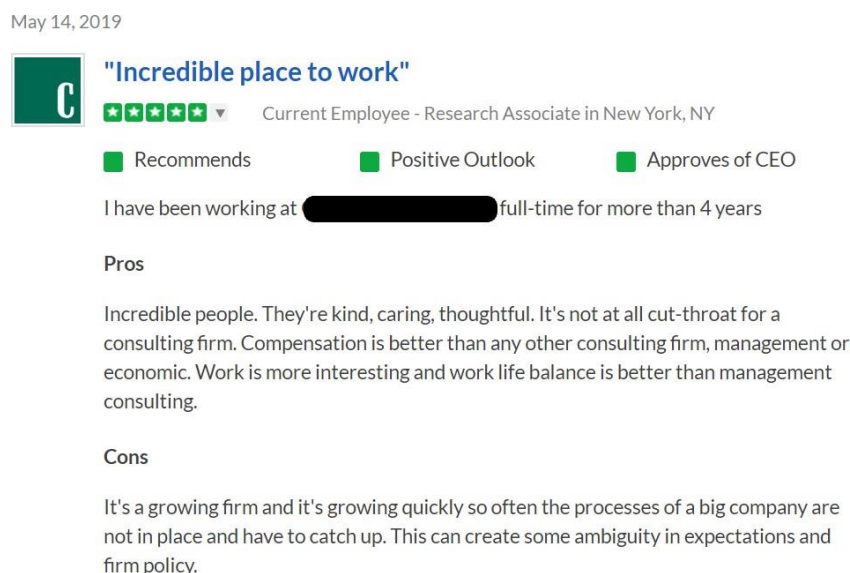 May 14, 2019
C
"Incredible place to work"
Current Employee - Research Associate in New York, NY
Recommends Positive Outlook Approves of CEO
I have been working at full-time for more than 4 years
Pros
Incredible people. They're kind, caring, thoughtful. It's not at all cut-throat for a
consulting firm. Compensation is better than any other consulting firm, management or
economic. Work is more interesting and work life balance is better than management
consulting.
Cons
It's a growing firm and it's growing quickly so often the processes of a big company are
not in place and have to catch up. This can create some ambiguity in expectations and
firm policy.